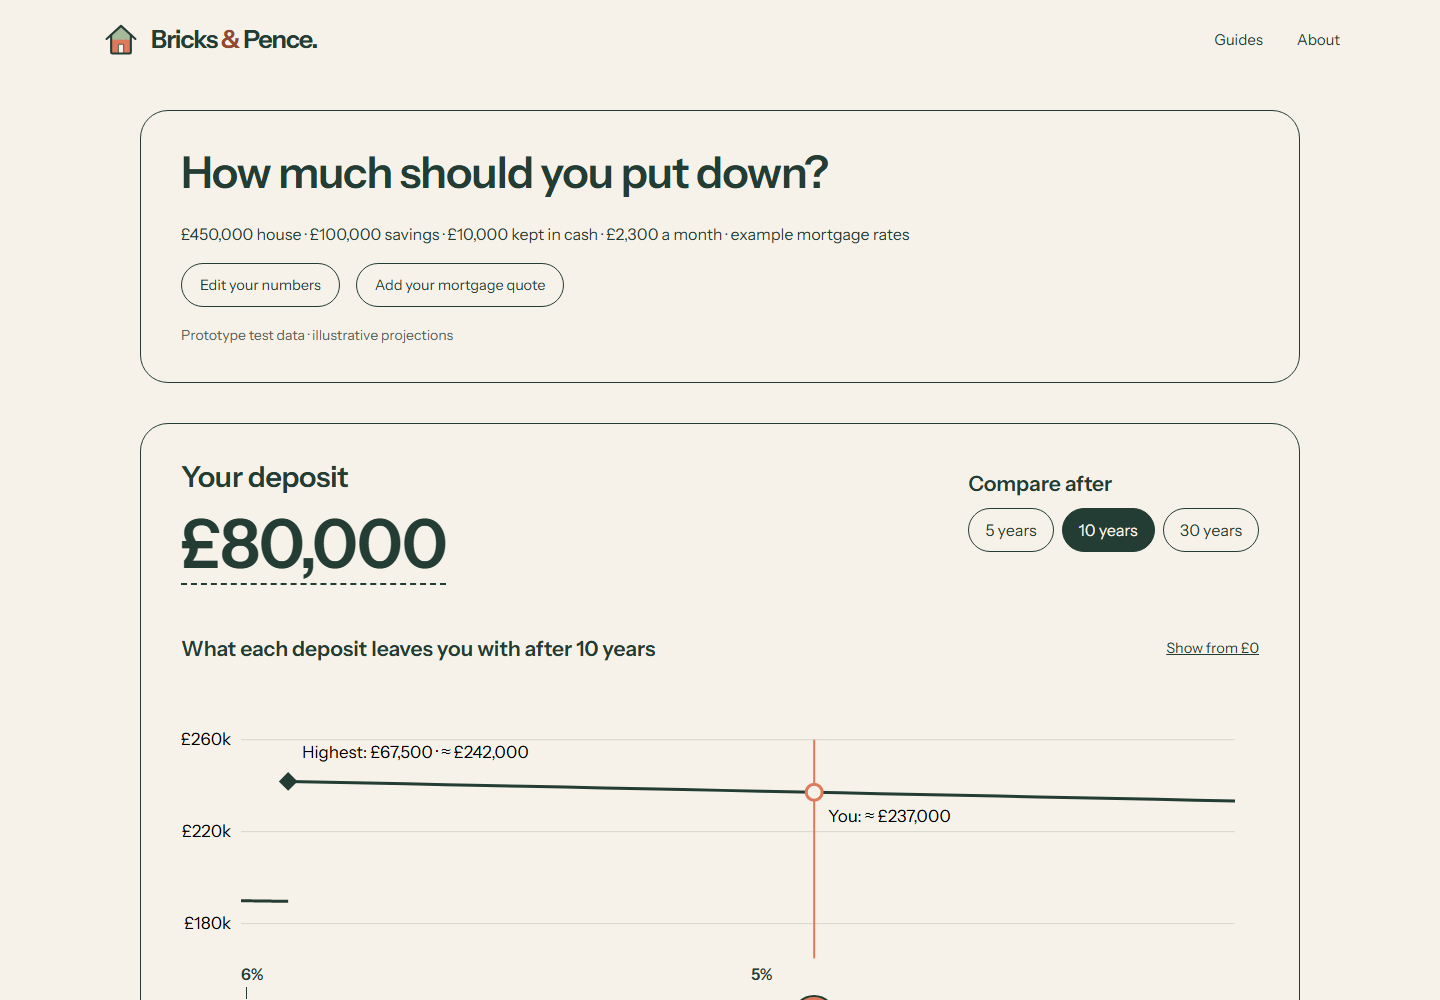 Bricks & Pence.
Guides
About
How much should you put down?
£450,000 house · £100,000 savings · £10,000 kept in cash · £2,300 a month · example mortgage rates
Edit your numbers
Add your mortgage quote
Prototype test data · illustrative projections
Your deposit
£80,000
Compare after
5 years
10 years
30 years
What each deposit leaves you with after 10 years
Show from £0
£260k
Highest: £67,500 · ≈ £242,000
You: ≈ £237,000
£220k
£180k
6%
5%